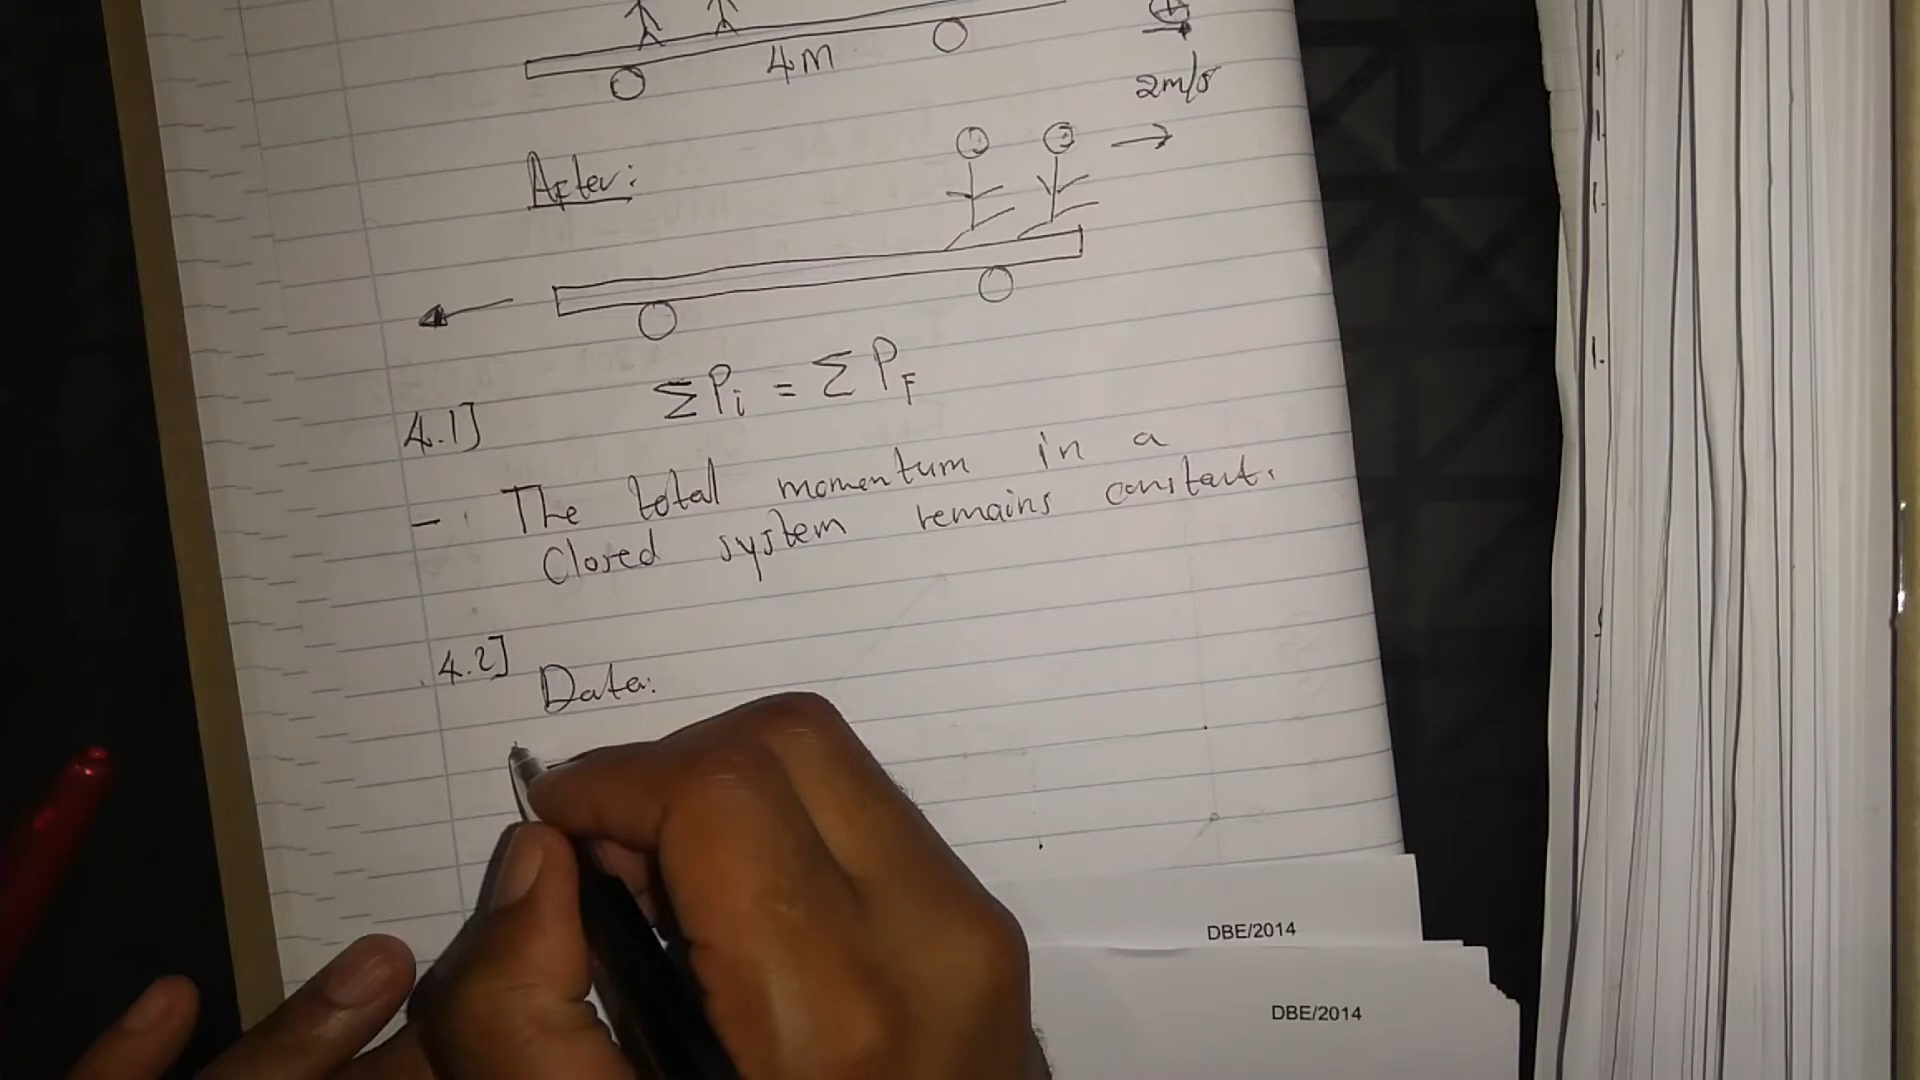 4m
2m/s
After:
ΣPi = ΣPF
4.1]
- The total momentum in a
Closed system remains constant.
4.2]
Data:
DBE/2014
DBE/2014